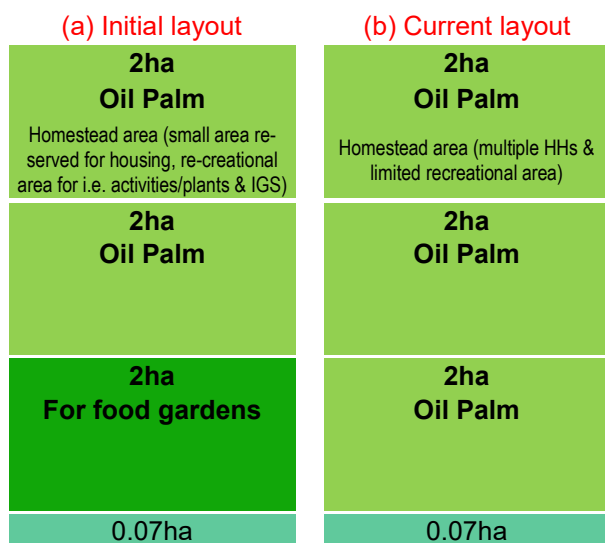 (a) Initial layout
2ha
Oil Palm
Homestead area (small area re-
served for housing, re-creational
area for i.e. activities/plants & IGS)
2ha
Oil Palm
2ha
For food gardens
0.07ha
(b) Current layout
2ha
Oil Palm
Homestead area (multiple HHs &
limited recreational area)
2ha
Oil Palm
2ha
Oil Palm
0.07ha